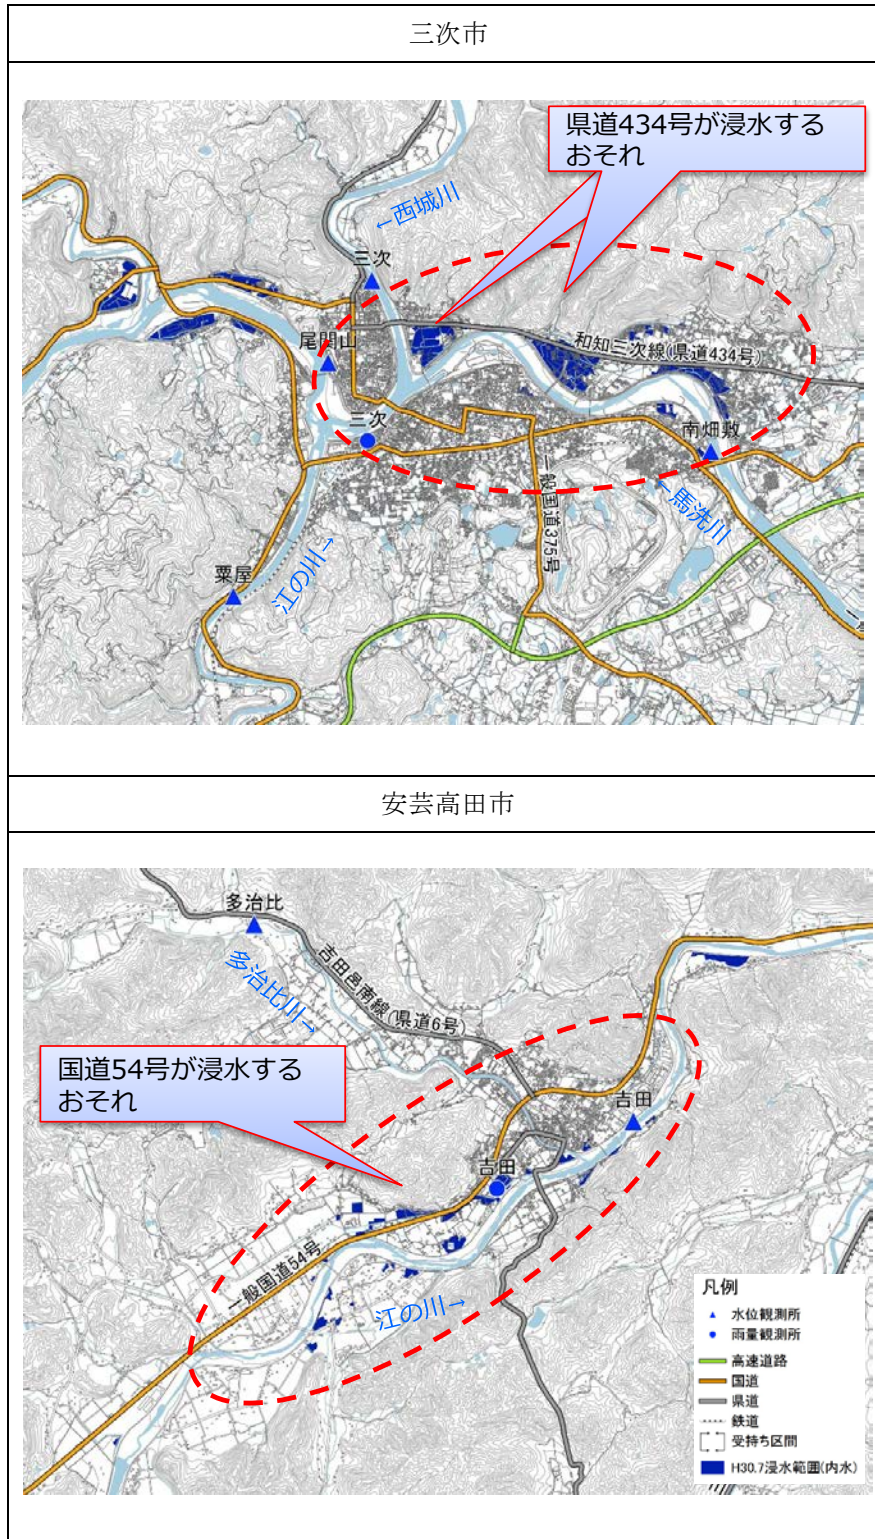 三次市
県道434号が浸水する
おそれ
←西城川
三次
尾関山
和知三次線(県道434号)
三次
南畑敷
一般国道375号
←馬洗川
江の川→
粟屋
安芸高田市
多治比
多治比川→
吉田邑南線(県道6号)
国道54号が浸水する
おそれ
吉田
吉田
一般国道54号
江の川→
凡例
水位観測所
雨量観測所
高速道路
国道
県道
鉄道
受持ち区間
H30.7浸水範囲(内水)